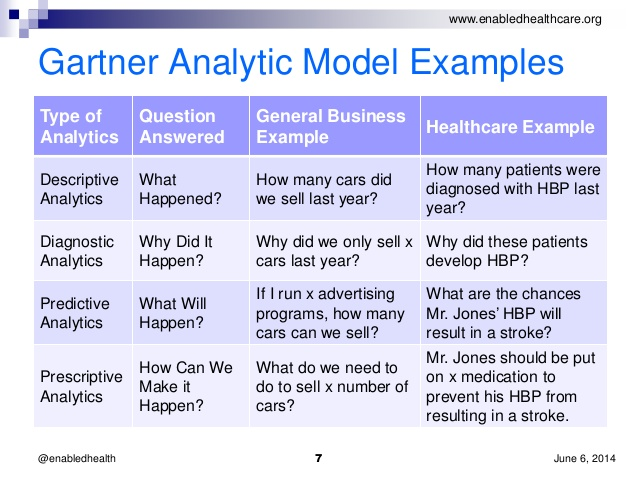 www.enabledhealthcare.org
Gartner Analytic Model Examples
Type of
Analytics
Question
Answered
General Business
Example
Healthcare Example
Descriptive
Analytics
What
Happened?
How many cars did
we sell last year?
How many patients were
diagnosed with HBP last
year?
Diagnostic
Analytics
Why Did It
Happen?
Why did we only sell x
cars last year?
Why did these patients
develop HBP?
Predictive
Analytics
What Will
Happen?
If I run x advertising
programs, how many
cars can we sell?
What are the chances
Mr. Jones’ HBP will
result in a stroke?
Prescriptive
Analytics
How Can We
Make it
Happen?
What do we need to
do to sell x number of
cars?
Mr. Jones should be put
on x medication to
prevent his HBP from
resulting in a stroke.
@enabledhealth
7
June 6, 2014